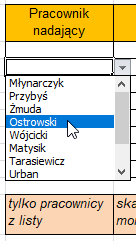 Pracownik
nadający
Młynarczyk
Przybyś
Żmuda
Ostrowski
Wójcicki
Matysik
Tarasiewicz
Urban
tylko pracownicy
z listy